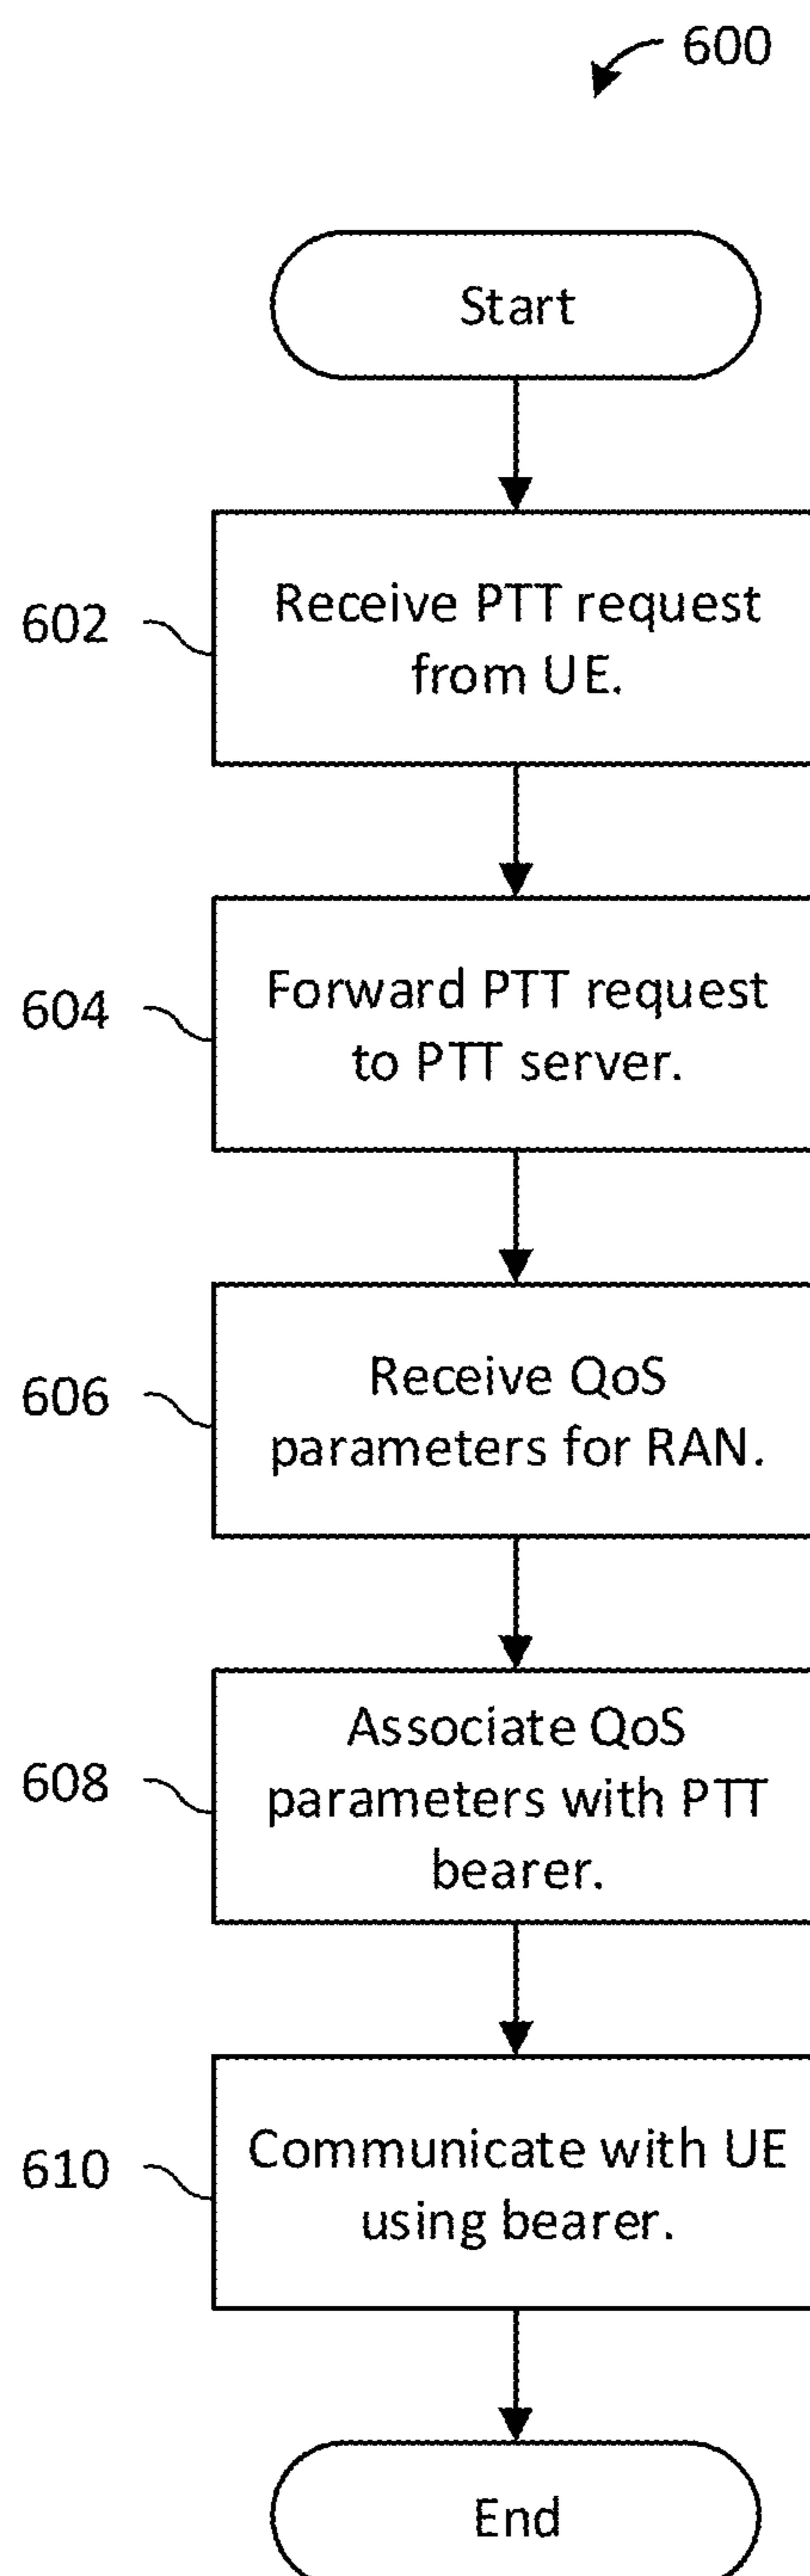 600
Start
602
Receive PTT request
from UE.
604
Forward PTT request
to PTT server.
606
Receive QoS
parameters for RAN.
608
Associate QoS
parameters with PTT
bearer.
610
Communicate with UE
using bearer.
End